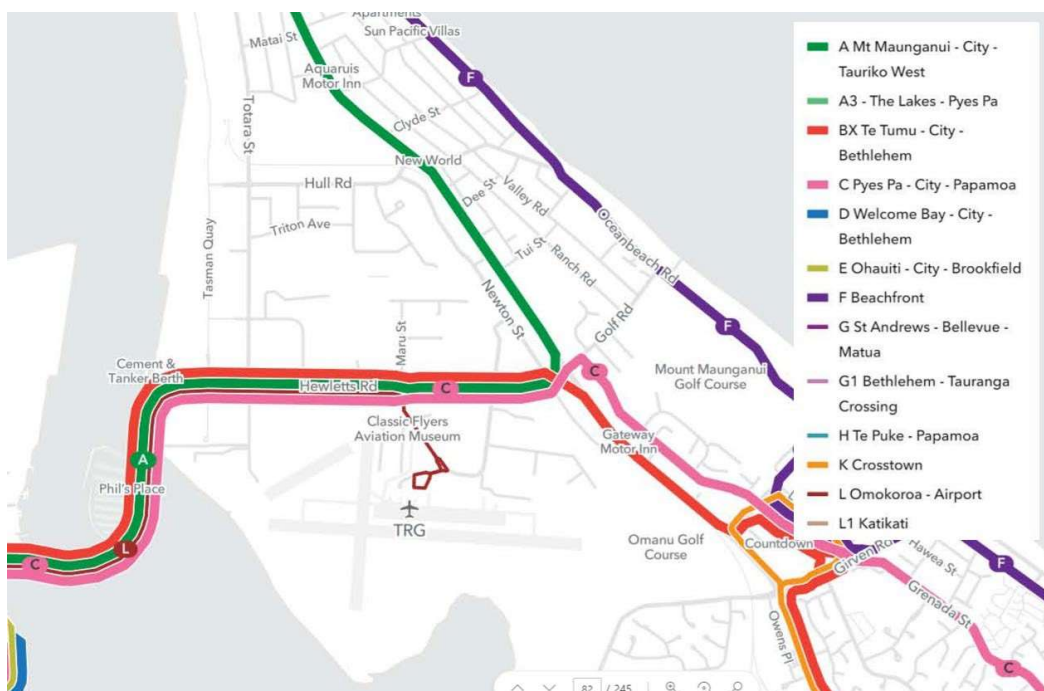 Apartments
Sun Pacific Villas
Matai St
F
Aquaruis
Motor Inn
Totara St
Clyde St
New World
Hull Rd
Dee St
Valley Rd
Triton Ave
Oceanbeach Rd
Tasman Quay
Tui St
Ranch Rd
Newton St
Golf Rd
F
Maru St
Cement &
Tanker Berth
Hewletts Rd
C
C
Mount Maunganui
Golf Course
Classic Flyers
Aviation Museum
Gateway
Motor Inn
A
Phil's Place
TRG
Omanu Golf
Course
Countdown
L
C
Girven Rd
Hawea St
F
Grenada St
Owens Pl
C
A Mt Maunganui - City -
Tauriko West
A3 - The Lakes - Pyes Pa
BX Te Tumu - City -
Bethlehem
C Pyes Pa - City - Papamoa
D Welcome Bay - City -
Bethlehem
E Ohauiti - City - Brookfield
F Beachfront
G St Andrews - Bellevue -
Matua
G1 Bethlehem - Tauranga
Crossing
H Te Puke - Papamoa
K Crosstown
L Omokoroa - Airport
L1 Katikati
82 / 245